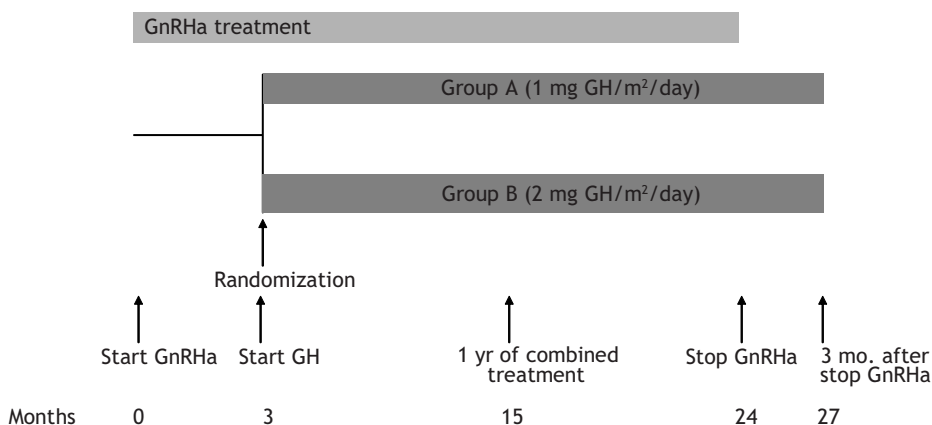 GnRHa treatment
Group A (1 mg GH/m²/day)
Group B (2 mg GH/m²/day)
Randomization
Start GnRHa
Start GH
1 yr of combined
treatment
Stop GnRHa
3 mo. after
stop GnRHa
Months 0 3 15 24 27